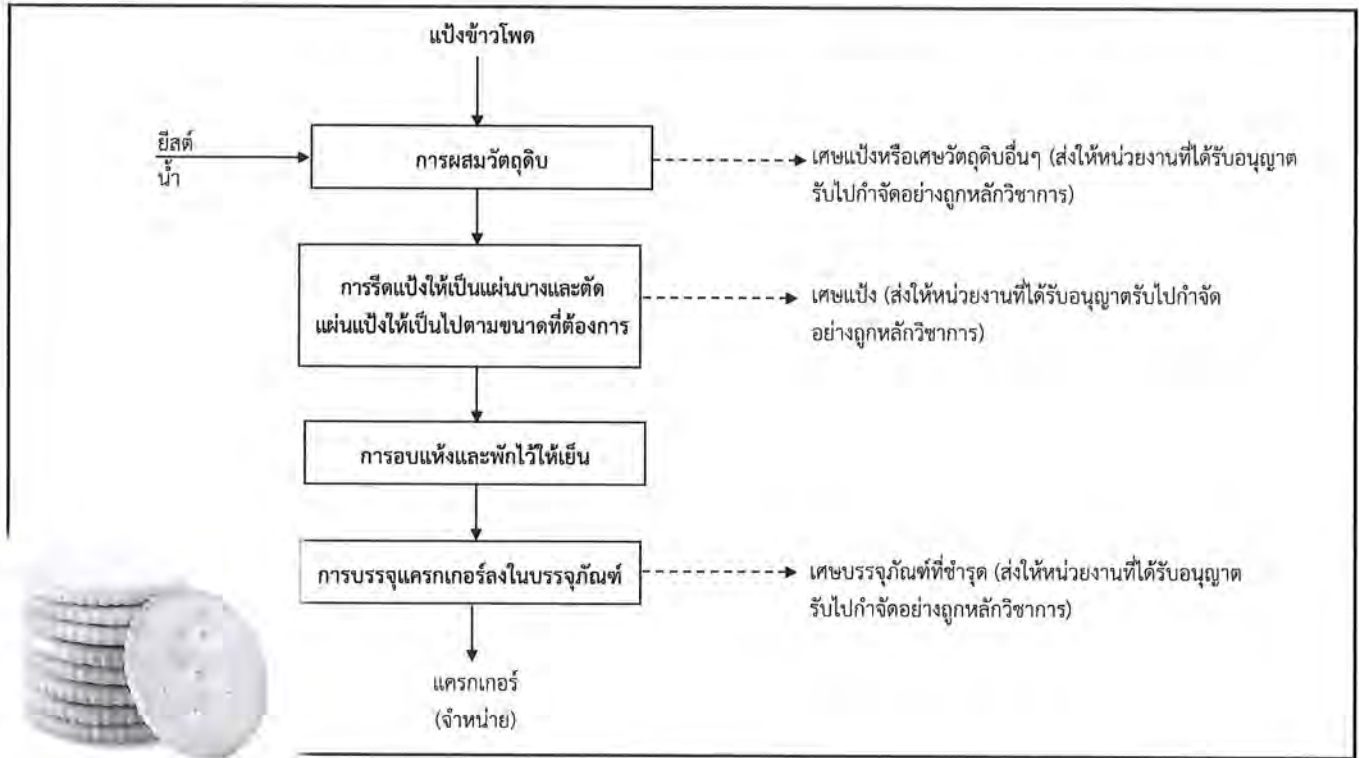 แป้งข้าวโพด
ยีสต์
น้ำ
การผสมวัตถุดิบ
เศษแป้งหรือเศษวัตถุดิบอื่นๆ (ส่งให้หน่วยงานที่ได้รับอนุญาต
รับไปกำจัดอย่างถูกหลักวิชาการ)
การรีดแป้งให้เป็นแผ่นบางและตัด
แผ่นแป้งให้เป็นไปตามขนาดที่ต้องการ
เศษแป้ง (ส่งให้หน่วยงานที่ได้รับอนุญาตรับไปกำจัด
อย่างถูกหลักวิชาการ)
การอบแห้งและพักไว้ให้เย็น
การบรรจุแครกเกอร์ลงในบรรจุภัณฑ์
เศษบรรจุภัณฑ์ที่ชำรุด (ส่งให้หน่วยงานที่ได้รับอนุญาต
รับไปกำจัดอย่างถูกหลักวิชาการ)
แครกเกอร์
(จำหน่าย)